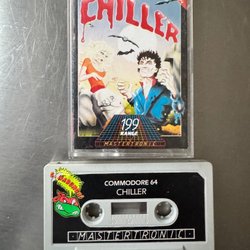 CHILLER
199
RANGE
MASTERTRONIC
COMMODORE 64
CHILLER
MASTERTRONIC